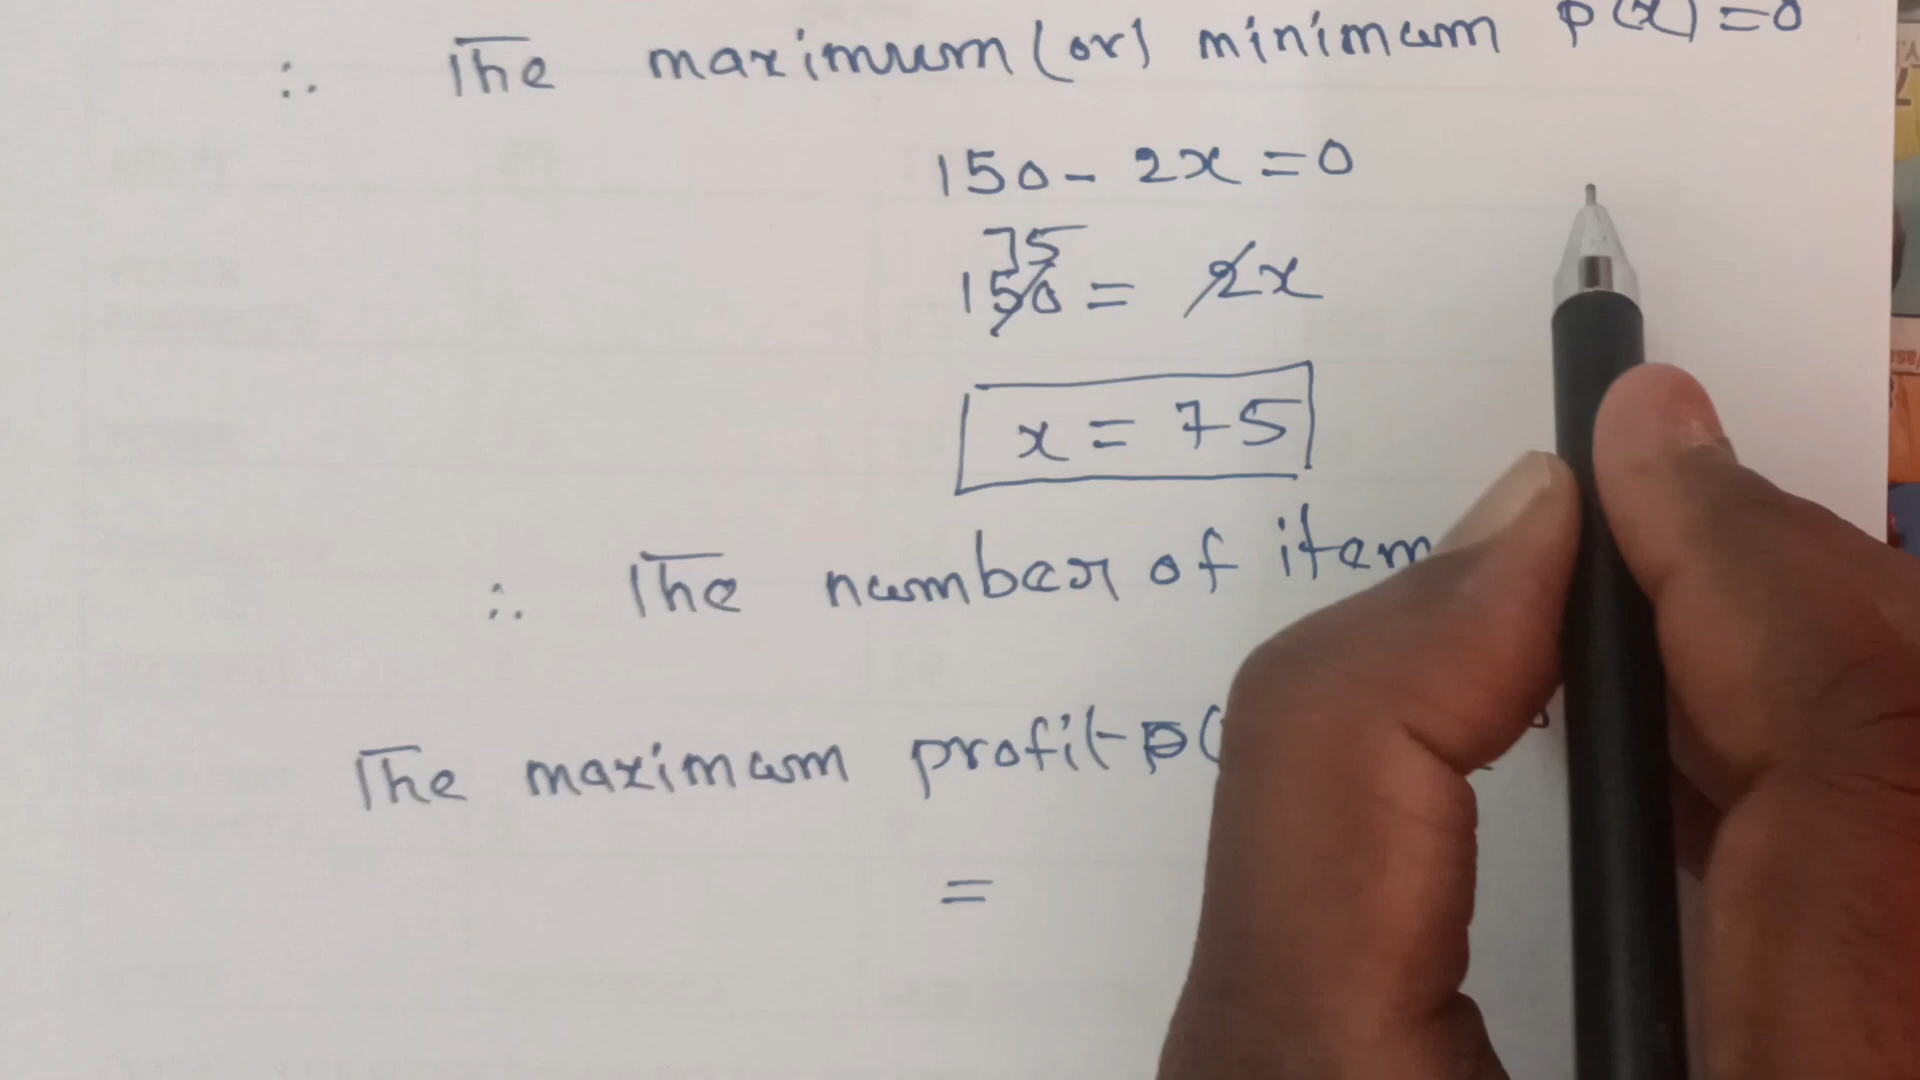 ∴ The maximum (or) minimum P(x)=0
150 - 2x = 0
75
150 = 2x
x = 75
∴ The number of item
The maximum profit P(
=